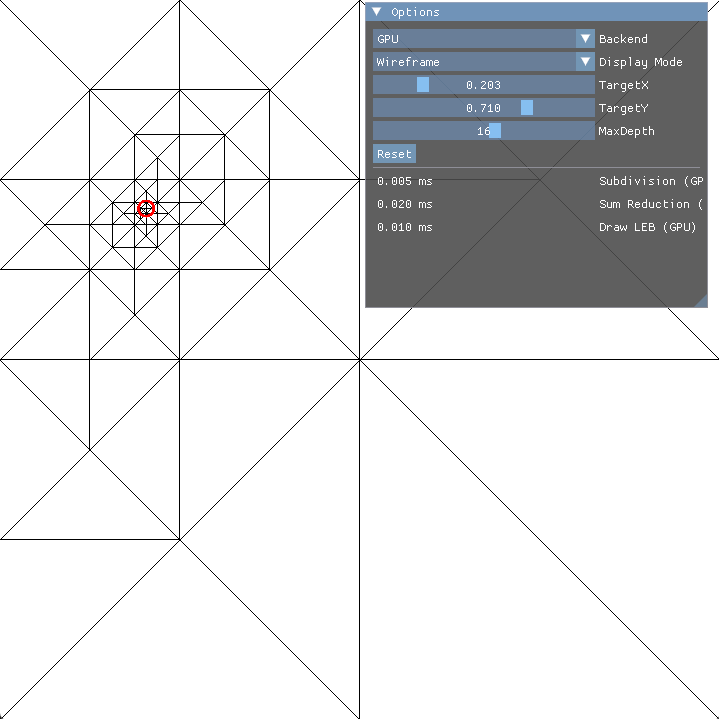 Options
GPU Backend
Wireframe Display Mode
0.203 TargetX
0.710 TargetY
16 MaxDepth
Reset
0.005 ms Subdivision (GP
0.020 ms Sum Reduction (
0.010 ms Draw LEB (GPU)